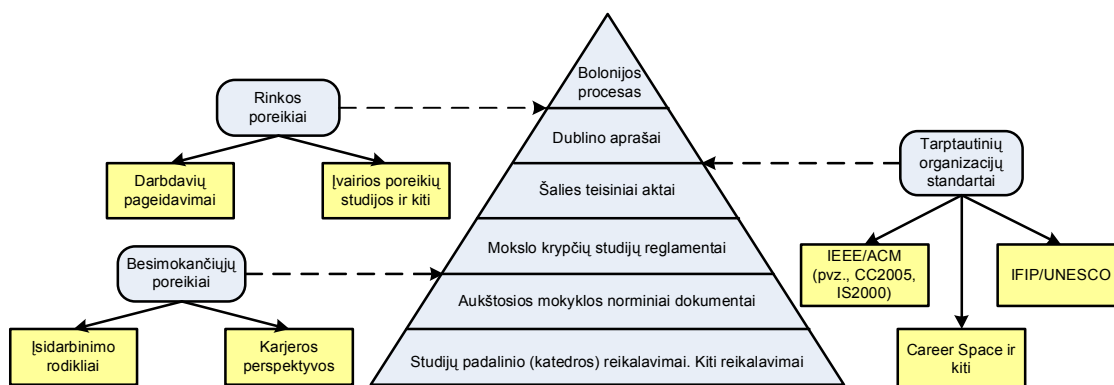 Bolonijos
procesas
Rinkos
poreikiai
Dublino aprašai
Tarptautinių
organizacijų
standartai
Darbdavių
pageidavimai
Įvairios poreikių
studijos ir kiti
Šalies teisiniai aktai
Mokslo krypčių studijų reglamentai
Besimokančiųjų
poreikiai
IEEE/ACM
(pvz., CC2005,
IS2000)
IFIP/UNESCO
Aukštosios mokyklos norminiai dokumentai
Įsidarbinimo
rodikliai
Karjeros
perspektyvos
Studijų padalinio (katedros) reikalavimai. Kiti reikalavimai
Career Space ir
kiti